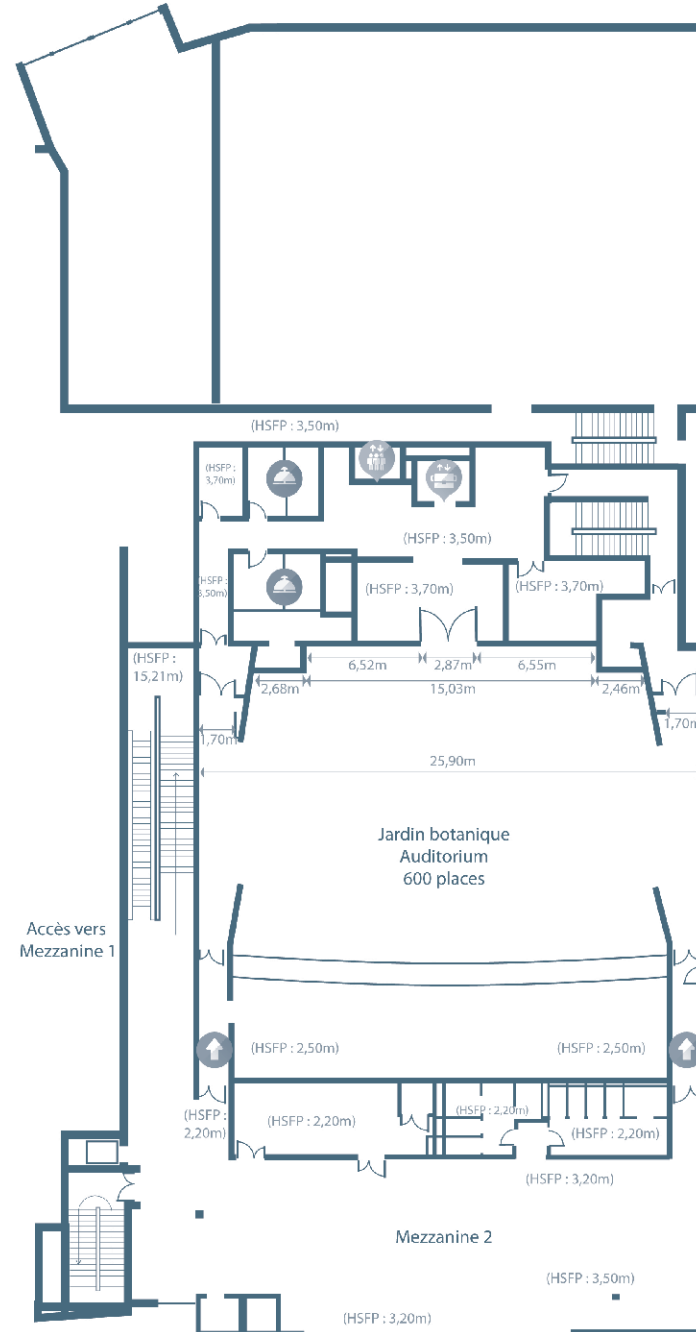 (HSFP : 3,50m)
(HSFP :
3,70m)
(HSFP : 3,50m)
(HSFP :
3,50m)
(HSFP : 3,70m)
(HSFP : 3,70m)
(HSFP :
15,21m)
6,52m
2,87m
6,55m
2,68m
15,03m
2,46m
1,70m
1,70m
25,90m
Jardin botanique
Auditorium
600 places
Accès vers
Mezzanine 1
(HSFP : 2,50m)
(HSFP : 2,50m)
(HSFP :
2,20m)
(HSFP : 2,20m)
(HSFP : 2,20m)
(HSFP : 2,20m)
(HSFP : 3,20m)
Mezzanine 2
(HSFP : 3,50m)
(HSFP : 3,20m)